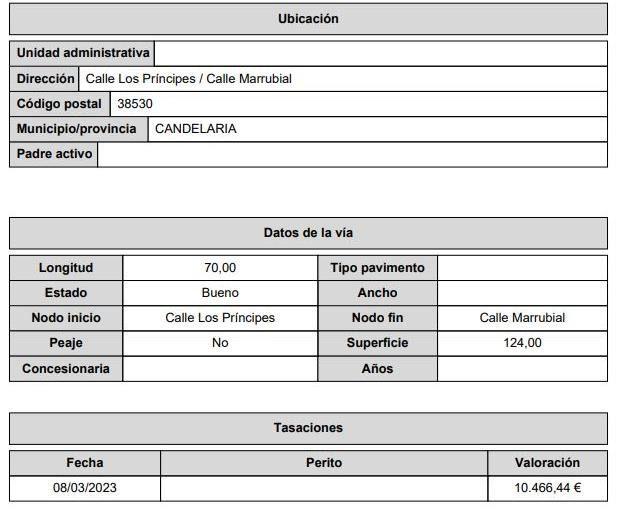 Ubicación
Unidad administrativa
Dirección Calle Los Príncipes / Calle Marrubial
Código postal 38530
Municipio/provincia CANDELARIA
Padre activo
Datos de la vía
Longitud 70,00 Tipo pavimento
Estado Bueno Ancho
Nodo inicio Calle Los Príncipes Nodo fin Calle Marrubial
Peaje No Superficie 124,00
Concesionaria Años
Tasaciones
Fecha Perito Valoración
08/03/2023 10.466,44 €